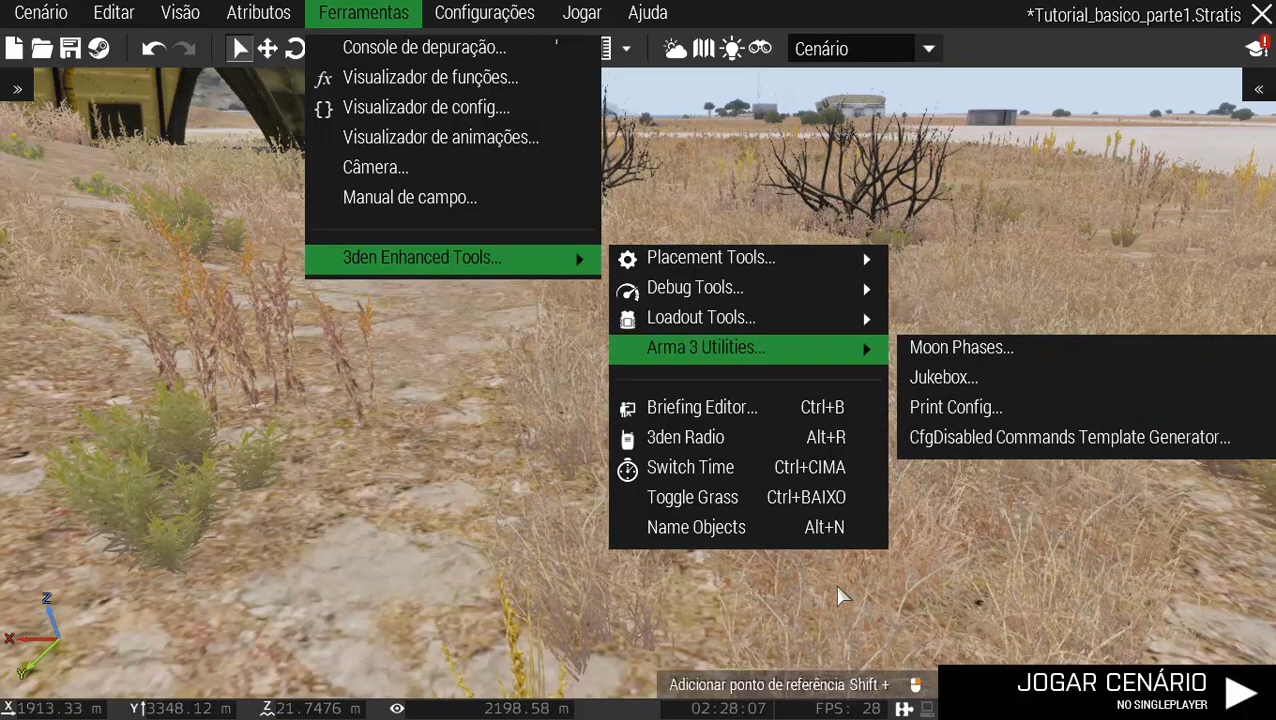 Cenário Editar Visão Atributos Ferramentas Configurações Jogar Ajuda *Tutorial_basico_parte1.Stratis
Cenário
Console de depuração...
Visualizador de funções...
Visualizador de config....
Visualizador de animações...
Câmera...
Manual de campo...
3den Enhanced Tools...
Placement Tools...
Debug Tools...
Loadout Tools...
Arma 3 Utilities...
Briefing Editor... Ctrl+B
3den Radio Alt+R
Switch Time Ctrl+CIMA
Toggle Grass Ctrl+BAIXO
Name Objects Alt+N
Moon Phases...
Jukebox...
Print Config...
CfgDisabled Commands Template Generator...
Z
X
Y
Adicionar ponto de referência Shift +
JOGAR CENÁRIO
NO SINGLEPLAYER
X 1913.33 m Y 3348.12 m Z 21.7476 m 2198.58 m 02:28:07 FPS: 28